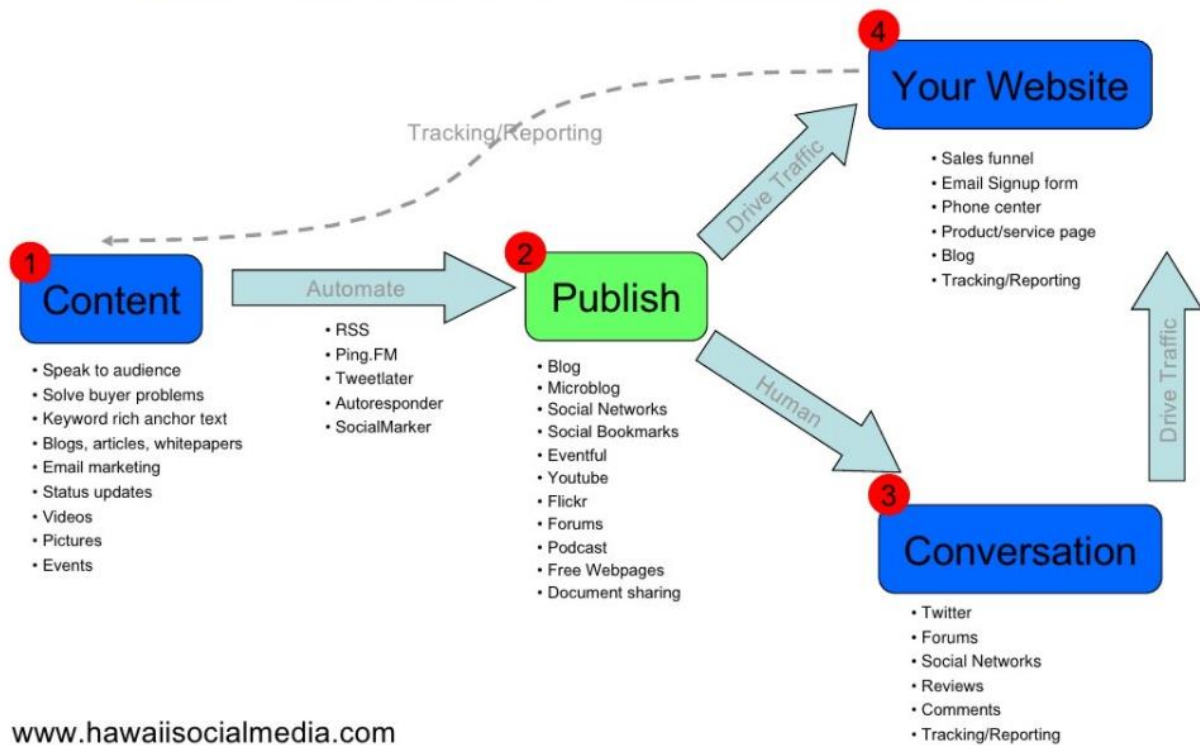 4
Your Website
• Sales funnel
• Email Signup form
• Phone center
• Product/service page
• Blog
• Tracking/Reporting
Tracking/Reporting
Drive Traffic
1
Content
• Speak to audience
• Solve buyer problems
• Keyword rich anchor text
• Blogs, articles, whitepapers
• Email marketing
• Status updates
• Videos
• Pictures
• Events
Automate
• RSS
• Ping.FM
• Tweetlater
• Autoresponder
• SocialMarker
2
Publish
• Blog
• Microblog
• Social Networks
• Social Bookmarks
• Eventful
• Youtube
• Flickr
• Forums
• Podcast
• Free Webpages
• Document sharing
Human
Drive Traffic
3
Conversation
• Twitter
• Forums
• Social Networks
• Reviews
• Comments
• Tracking/Reporting
www.hawaiisocialmedia.com